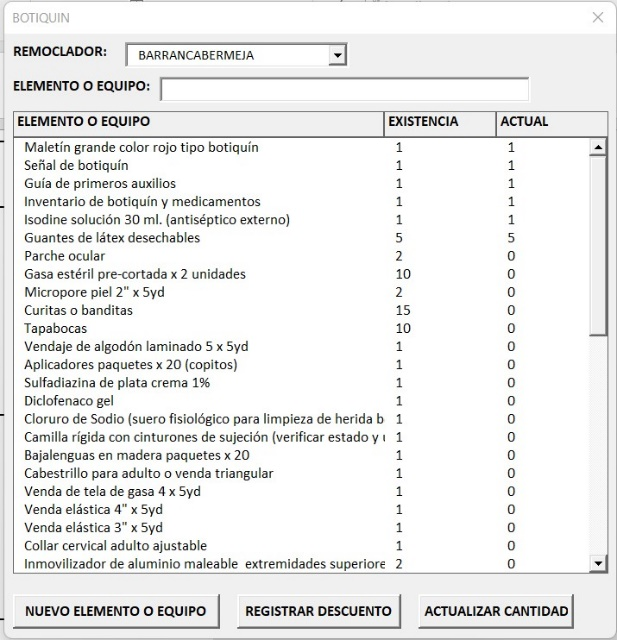 BOTIQUIN
REMOCLADOR: BARRANCABERMEJA
ELEMENTO O EQUIPO:
ELEMENTO O EQUIPO EXISTENCIA ACTUAL
Maletín grande color rojo tipo botiquín 1 1
Señal de botiquín 1 1
Guía de primeros auxilios 1 1
Inventario de botiquín y medicamentos 1 1
Isodine solución 30 ml. (antiséptico externo) 1 1
Guantes de látex desechables 5 5
Parche ocular 2 0
Gasa estéril pre-cortada x 2 unidades 10 0
Micropore piel 2" x 5yd 2 0
Curitas o banditas 15 0
Tapabocas 10 0
Vendaje de algodón laminado 5 x 5yd 1 0
Aplicadores paquetes x 20 (copitos) 1 0
Sulfadiazina de plata crema 1% 1 0
Diclofenaco gel 1 0
Cloruro de Sodio (suero fisiológico para limpieza de herida b 1 0
Camilla rígida con cinturones de sujeción (verificar estado y 1 0
Bajalenguas en madera paquetes x 20 1 0
Cabestrillo para adulto o venda triangular 1 0
Venda de tela de gasa 4 x 5yd 1 0
Venda elástica 4" x 5yd 1 0
Venda elástica 3" x 5yd 1 0
Collar cervical adulto ajustable 1 0
Inmovilizador de aluminio maleable extremidades superiore 2 0
NUEVO ELEMENTO O EQUIPO REGISTRAR DESCUENTO ACTUALIZAR CANTIDAD